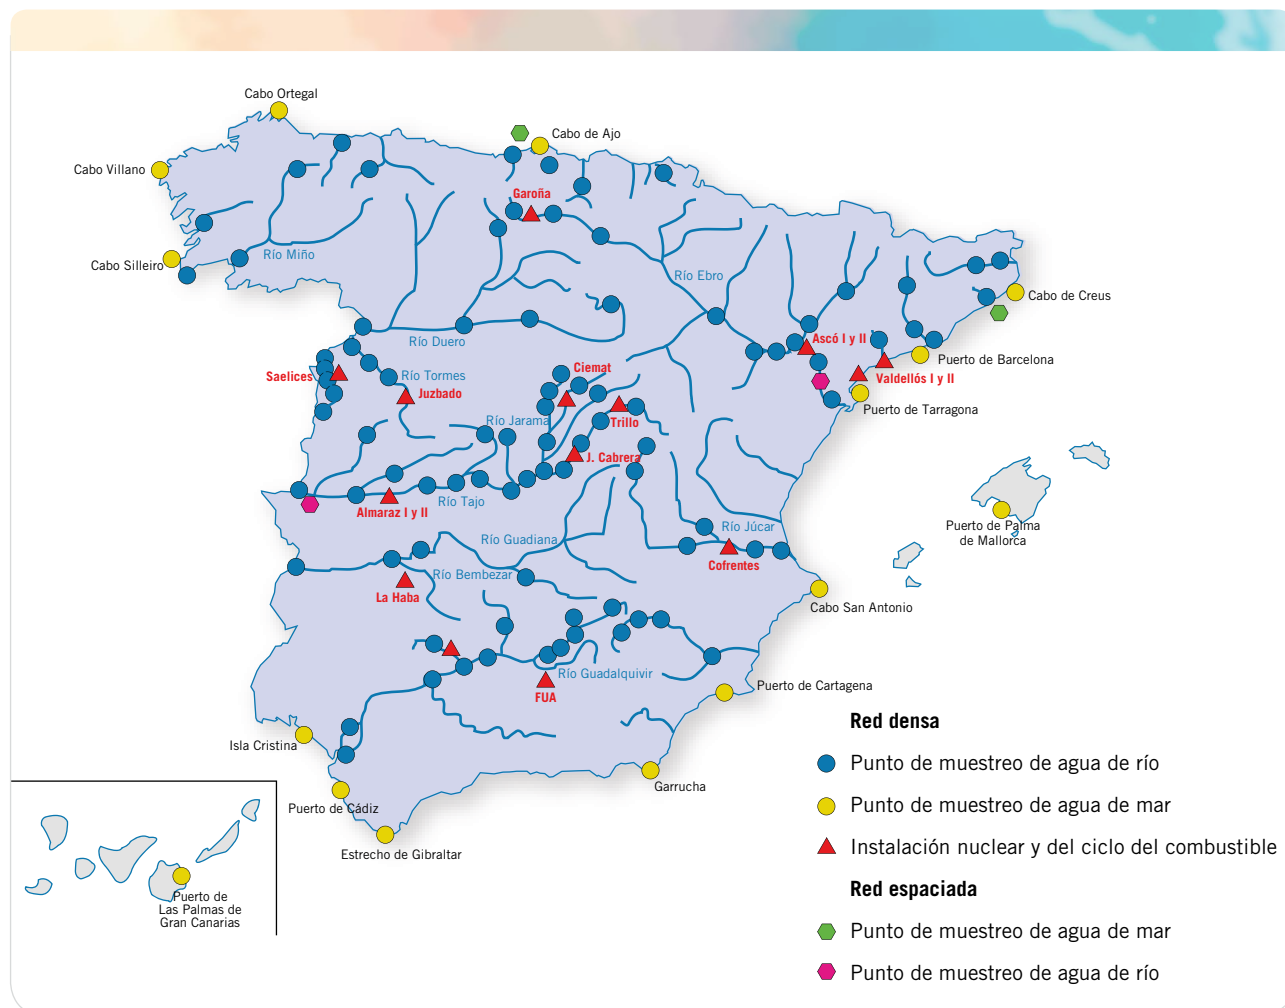 Cabo Ortegal
Cabo de Ajo
Cabo Villano
Garoña
Cabo Silleiro
Río Miño
Río Ebro
Cabo de Creus
Río Duero
Ascó I y II
Puerto de Barcelona
Saelices
Río Tormes
Ciemat
Valdellós I y II
Juzbado
Puerto de Tarragona
Río Jarama
Trillo
J. Cabrera
Río Tajo
Almaraz I y II
Puerto de Palma
de Mallorca
Río Júcar
Río Guadiana
Cofrentes
Río Bembezar
La Haba
Cabo San Antonio
Río Guadalquivir
FUA
Puerto de Cartagena
Isla Cristina
Garrucha
Puerto de Cádiz
Estrecho de Gibraltar
Puerto de
Las Palmas de
Gran Canarias
Red densa
Punto de muestreo de agua de río
Punto de muestreo de agua de mar
Instalación nuclear y del ciclo del combustible
Red espaciada
Punto de muestreo de agua de mar
Punto de muestreo de agua de río